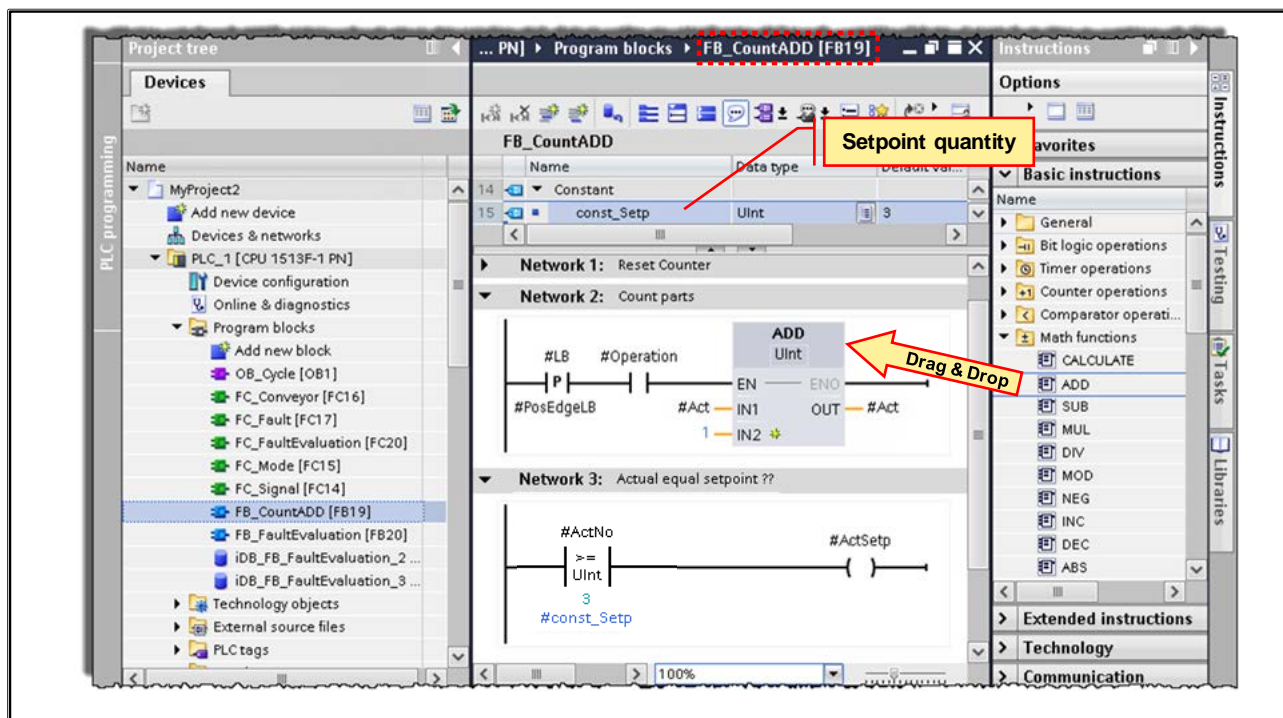 Project tree
... PN] ▸ Program blocks ▸ FB_CountADD [FB19]
Instructions
Devices
Options
FB_CountADD
Setpoint quantity
avorites
Name
Name Data type Default val...
Basic instructions
14 Constant
15 const_Setp UInt 3
Name
MyProject2
Add new device
Devices & networks
PLC_1 [CPU 1513F-1 PN]
Device configuration
Online & diagnostics
Program blocks
Add new block
OB_Cycle [OB1]
FC_Conveyor [FC16]
FC_Fault [FC17]
FC_FaultEvaluation [FC20]
FC_Mode [FC15]
FC_Signal [FC14]
FB_CountADD [FB19]
FB_FaultEvaluation [FB20]
iDB_FB_FaultEvaluation_2 ...
iDB_FB_FaultEvaluation_3 ...
Technology objects
External source files
PLC tags
PLC programming
Network 1: Reset Counter
Network 2: Count parts
ADD
UInt
#LB #Operation
P
EN ENO
#PosEdgeLB #Act IN1 OUT #Act
1 IN2
Drag & Drop
Network 3: Actual equal setpoint ??
#ActNo
#ActSetp
>=
UInt
3
#const_Setp
100%
General
Bit logic operations
Timer operations
Counter operations
Comparator operati...
Math functions
CALCULATE
ADD
SUB
MUL
DIV
MOD
NEG
INC
DEC
ABS
Extended instructions
Technology
Communication
Instructions
Testing
Tasks
Libraries